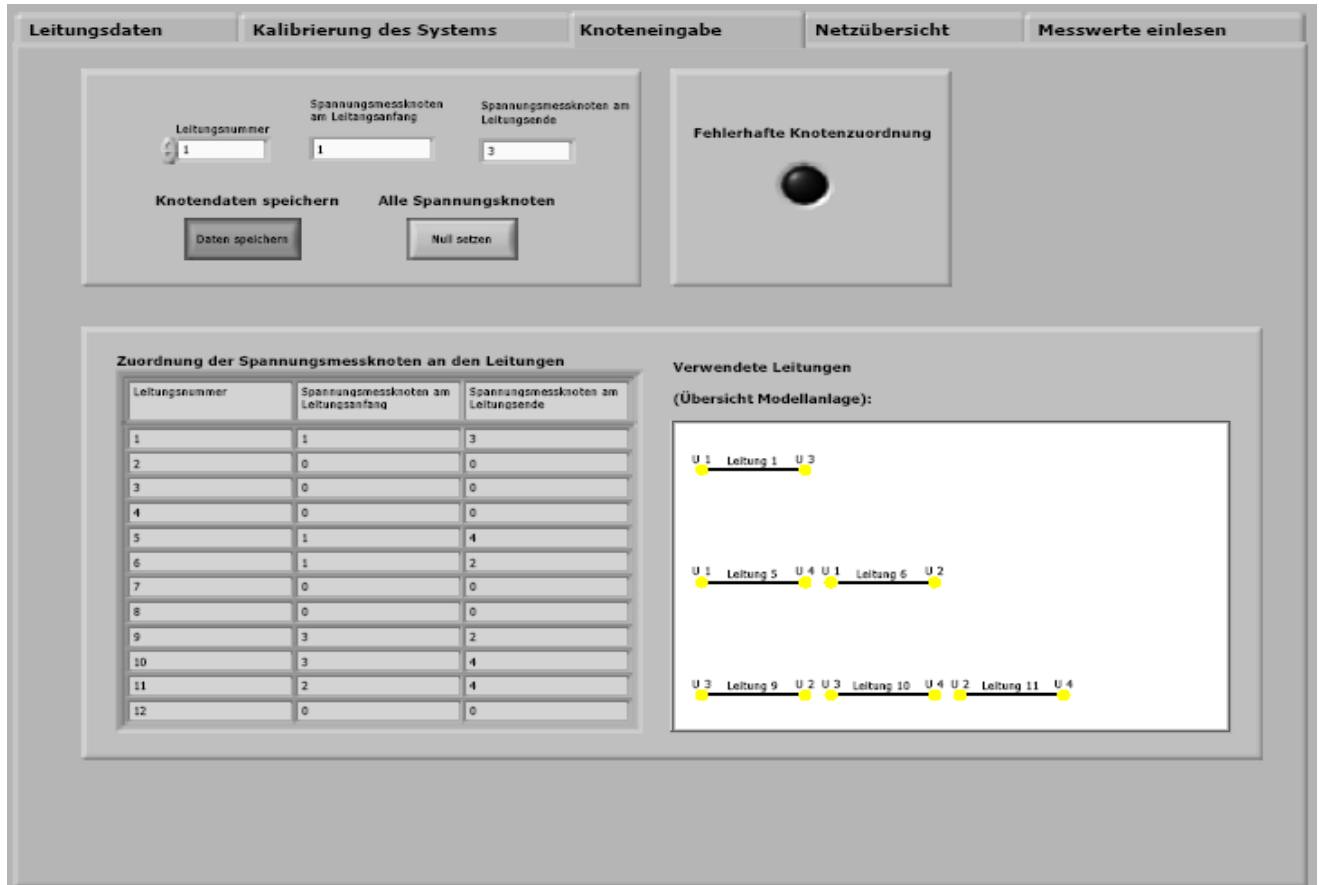 Leitungsdaten Kalibrierung des Systems Knoteneingabe Netzübersicht Messwerte einlesen
Leitungsnummer
1
Spannungsmessknoten
am Leitangsanfang
1
Spannungsmessknoten am
Leitungsende
3
Knotendaten speichern Alle Spannungsknoten
Daten speichern Null setzen
Fehlerhafte Knotenzuordnung
Zuordnung der Spannungsmessknoten an den Leitungen
Leitungsnummer Spannungsmessknoten am Spannungsmessknoten am
Leitungsanfang Leitungsende
1 1 3
2 0 0
3 0 0
4 0 0
5 1 4
6 1 2
7 0 0
8 0 0
9 3 2
10 3 4
11 2 4
12 0 0
Verwendete Leitungen
(Übersicht Modellanlage):
U 1 Leitung 1 U 3
U 1 Leitung 5 U 4 U 1 Leitung 6 U 2
U 3 Leitung 9 U 2 U 3 Leitung 10 U 4 U 2 Leitung 11 U 4